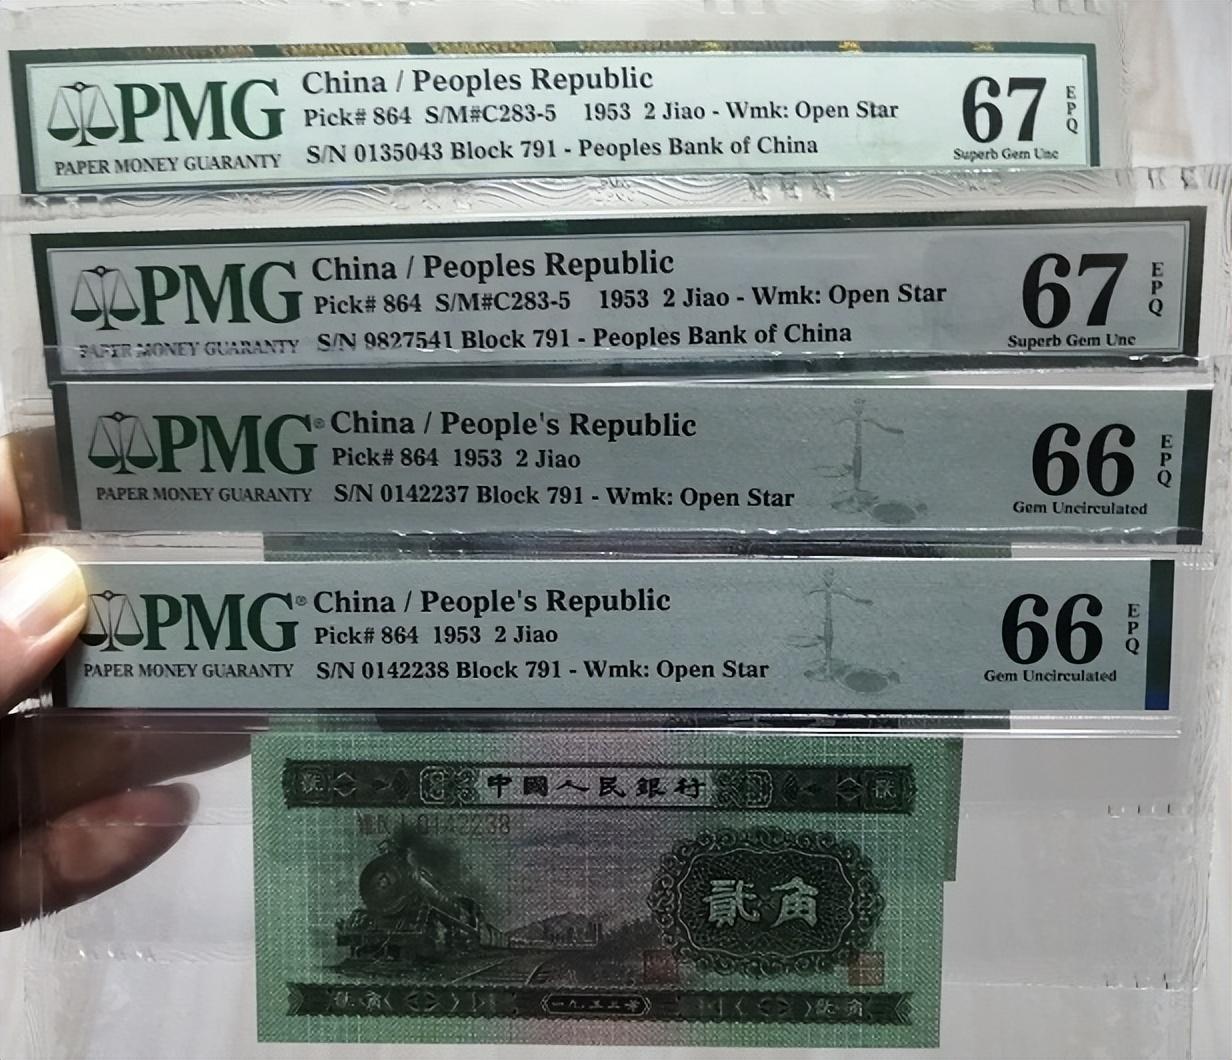 PMG
PAPER MONEY GUARANTY
China / Peoples Republic
Pick# 864 S/M#C283-5 1953 2 Jiao - Wmk: Open Star
S/N 0135043 Block 791 - Peoples Bank of China
67
EPQ
Superb Gem Unc
PMG
PAPER MONEY GUARANTY
China / Peoples Republic
Pick# 864 S/M#C283-5 1953 2 Jiao - Wmk: Open Star
S/N 9827541 Block 791 - Peoples Bank of China
67
EPQ
Superb Gem Unc
PMG®
PAPER MONEY GUARANTY
China / People's Republic
Pick# 864 1953 2 Jiao
S/N 0142237 Block 791 - Wmk: Open Star
66
EPQ
Gem Uncirculated
PMG®
PAPER MONEY GUARANTY
China / People's Republic
Pick# 864 1953 2 Jiao
S/N 0142238 Block 791 - Wmk: Open Star
66
EPQ
Gem Uncirculated
中國人民銀行
0142238
貳角
貳角 一九五三年 貳角